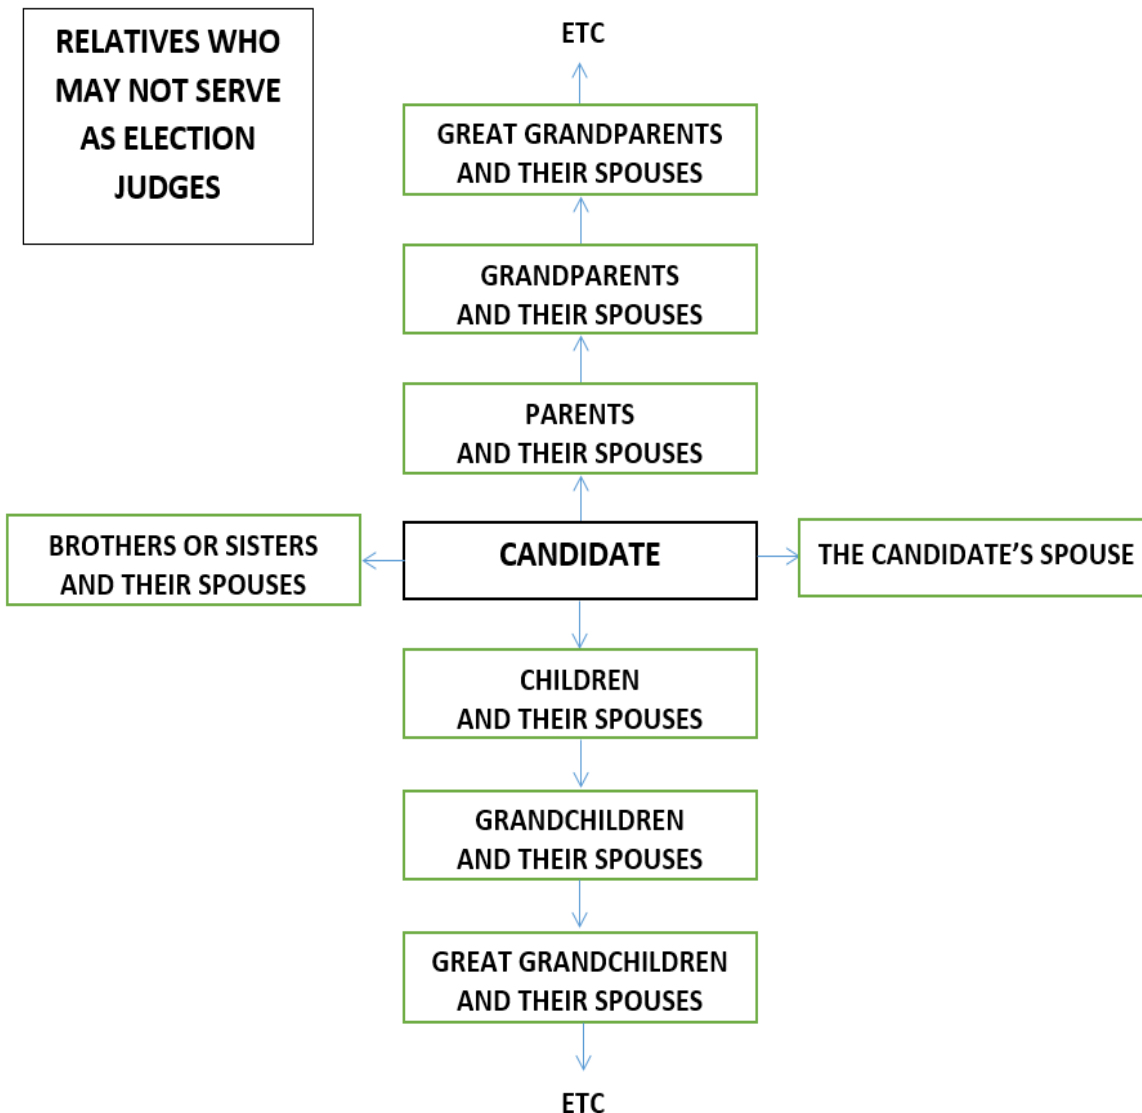 RELATIVES WHO
MAY NOT SERVE
AS ELECTION
JUDGES
ETC
GREAT GRANDPARENTS
AND THEIR SPOUSES
GRANDPARENTS
AND THEIR SPOUSES
PARENTS
AND THEIR SPOUSES
BROTHERS OR SISTERS
AND THEIR SPOUSES
CANDIDATE
THE CANDIDATE’S SPOUSE
CHILDREN
AND THEIR SPOUSES
GRANDCHILDREN
AND THEIR SPOUSES
GREAT GRANDCHILDREN
AND THEIR SPOUSES
ETC